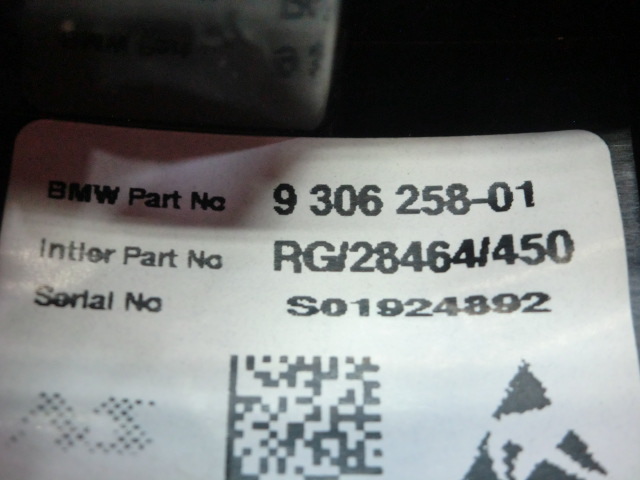 BMW Part No 9 306 258-01
Intier Part No RG/28464/450
Serial No S01924892